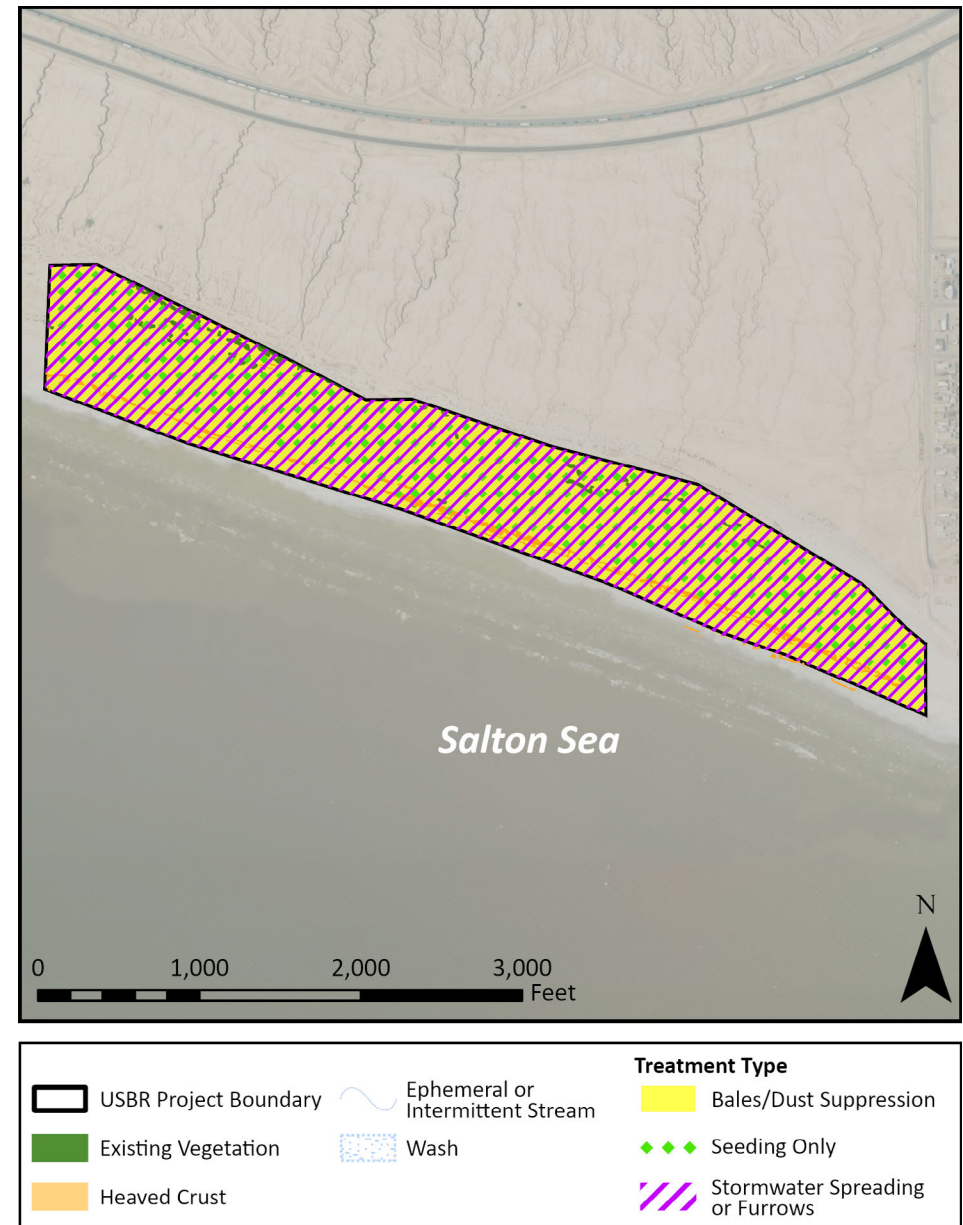 Salton Sea
N
0 1,000 2,000 3,000
Feet
USBR Project Boundary
Existing Vegetation
Heaved Crust
Ephemeral or
Intermittent Stream
Wash
Treatment Type
Bales/Dust Suppression
Seeding Only
Stormwater Spreading
or Furrows